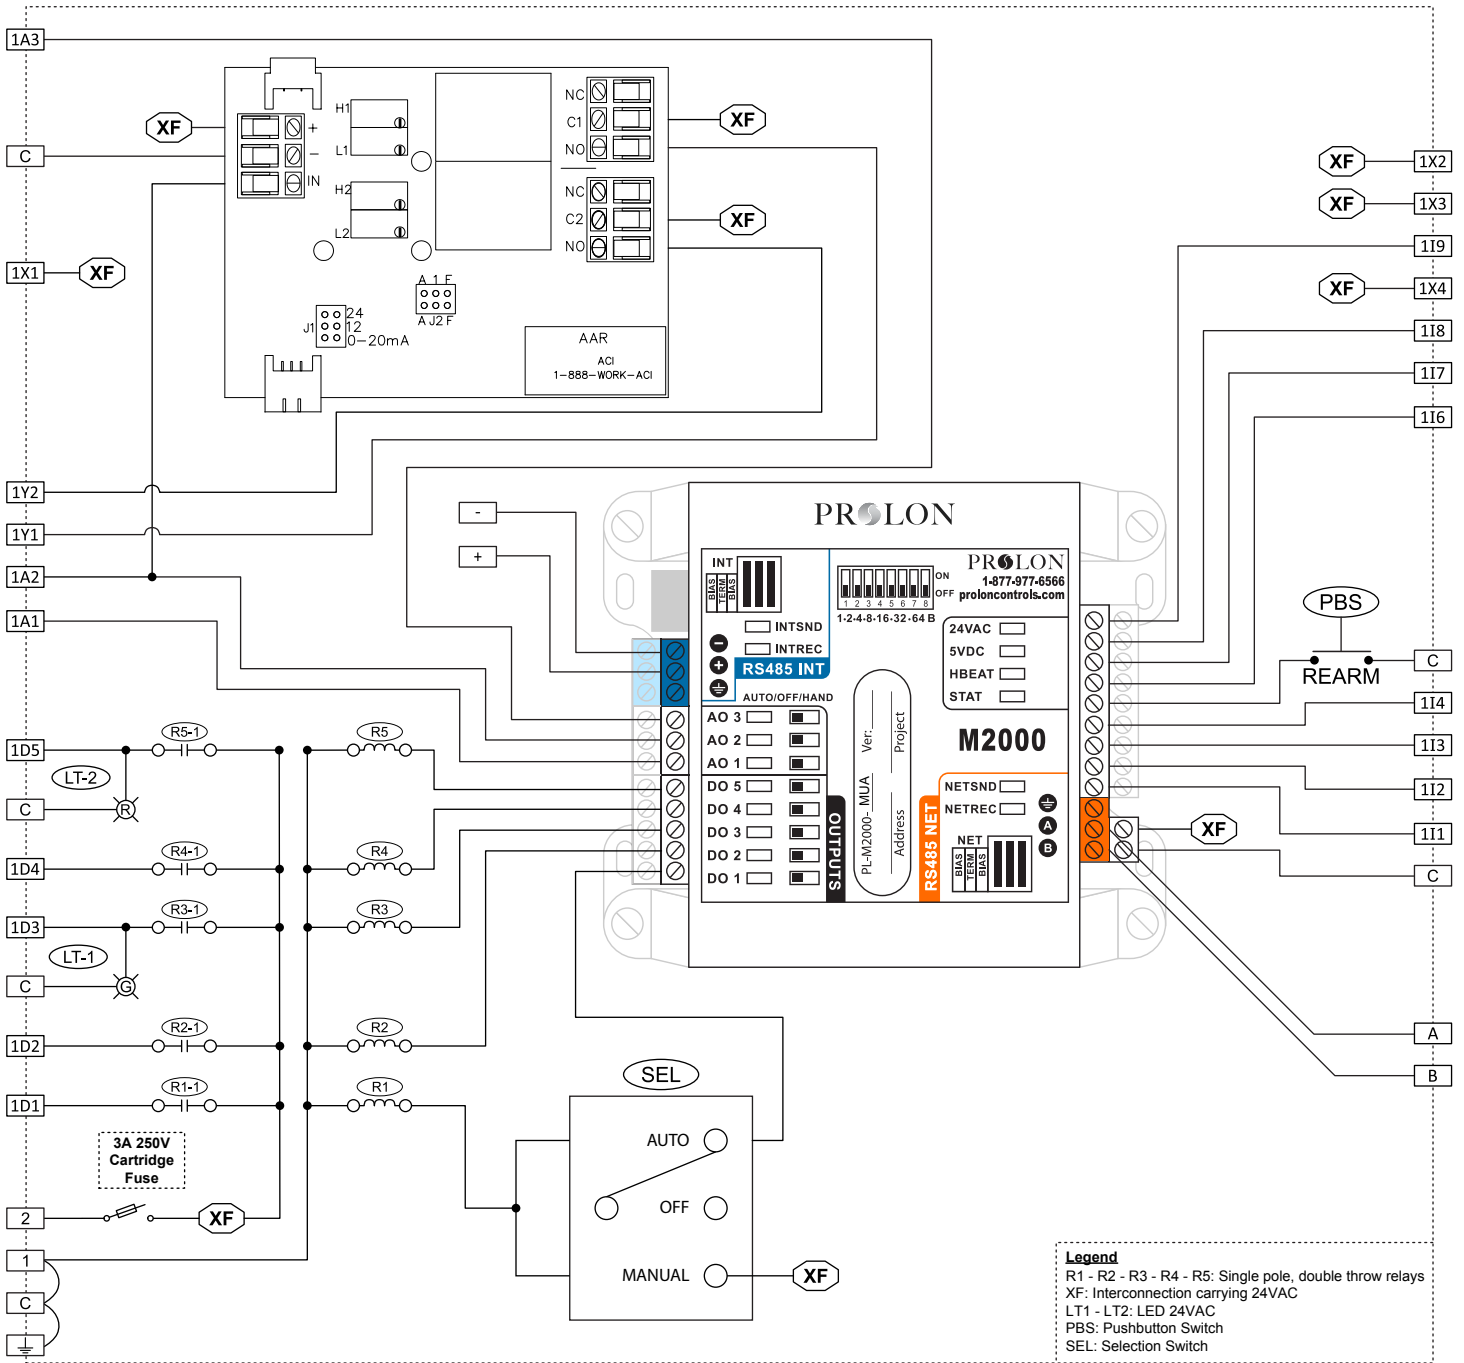 1A3
XF
C
1X1 XF
H1
L1
H2
L2
+
−
IN
NC
C1
NO
NC
C2
NO
XF
XF
A 1 F
A J2 F
J1
24
12
0-20mA
AAR
ACI
1-888-WORK-ACI
XF 1X2
XF 1X3
1I9
XF 1X4
1I8
1I7
1I6
1Y2
1Y1
1A2
1A1
-
+
PROLON
INT
BIAS
TERM
BIAS
INTSND
INTREC
RS485 INT
ON
OFF
1 2 3 4 5 6 7 8
1·2·4·8·16·32·64 B
PROLON
1-877-977-6566
proloncontrols.com
24VAC
5VDC
HBEAT
STAT
M2000
AUTO/OFF/HAND
AO 3
AO 2
AO 1
DO 5
DO 4
DO 3
DO 2
DO 1
OUTPUTS
PL-M2000- MUA Ver:
Address Project
NETSND
NETREC
A
B
NET
BIAS
TERM
BIAS
RS485 NET
PBS
REARM
C
1I4
1I3
1I2
XF
1I1
C
A
B
1D5 R5-1 R5
LT-2
C R
1D4 R4-1 R4
1D3 R3-1 R3
LT-1
C G
1D2 R2-1 R2
1D1 R1-1 R1
3A 250V
Cartridge
Fuse
2 XF
1
C
SEL
AUTO
OFF
MANUAL XF
Legend
R1 - R2 - R3 - R4 - R5: Single pole, double throw relays
XF: Interconnection carrying 24VAC
LT1 - LT2: LED 24VAC
PBS: Pushbutton Switch
SEL: Selection Switch